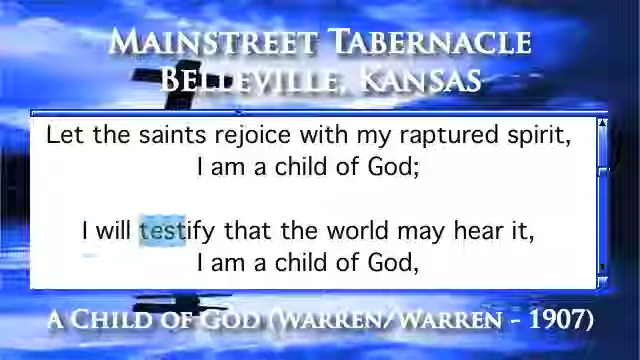 MAINSTREET TABERNACLE
BELLEVILLE, KANSAS
Let the saints rejoice with my raptured spirit,
I am a child of God;
I will testify that the world may hear it,
I am a child of God,
A CHILD OF GOD (WARREN/WARREN - 1907)